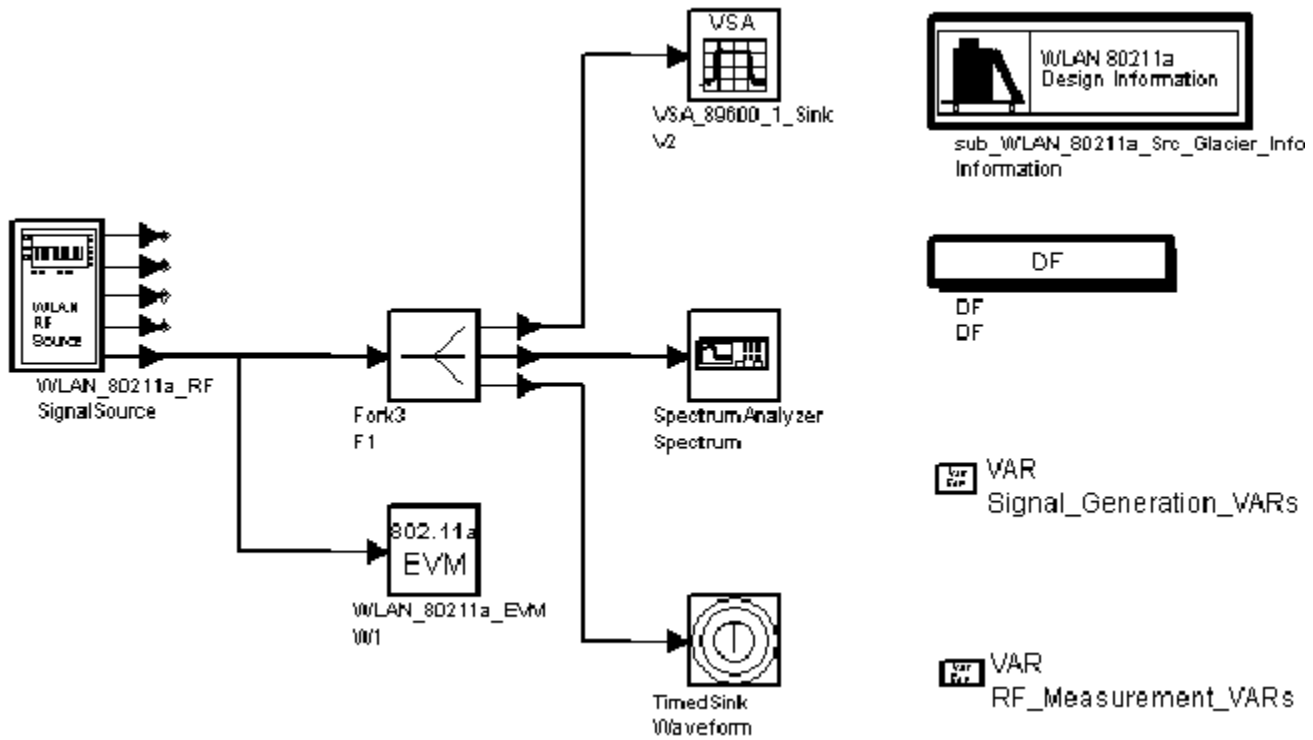 VSA
VSA_89600_1_Sink
V2
WLAN 80211a
Design Information
sub_WLAN_80211a_Src_Glacier_Info
Information
WLAN
RF
Source
WLAN_80211a_RF
SignalSource
Fork3
F1
SpectrumAnalyzer
Spectrum
DF
DF
DF
VAR
Signal_Generation_VARs
802.11a
EVM
WLAN_80211a_EVM
W1
T
TimedSink
Waveform
VAR
RF_Measurement_VARs